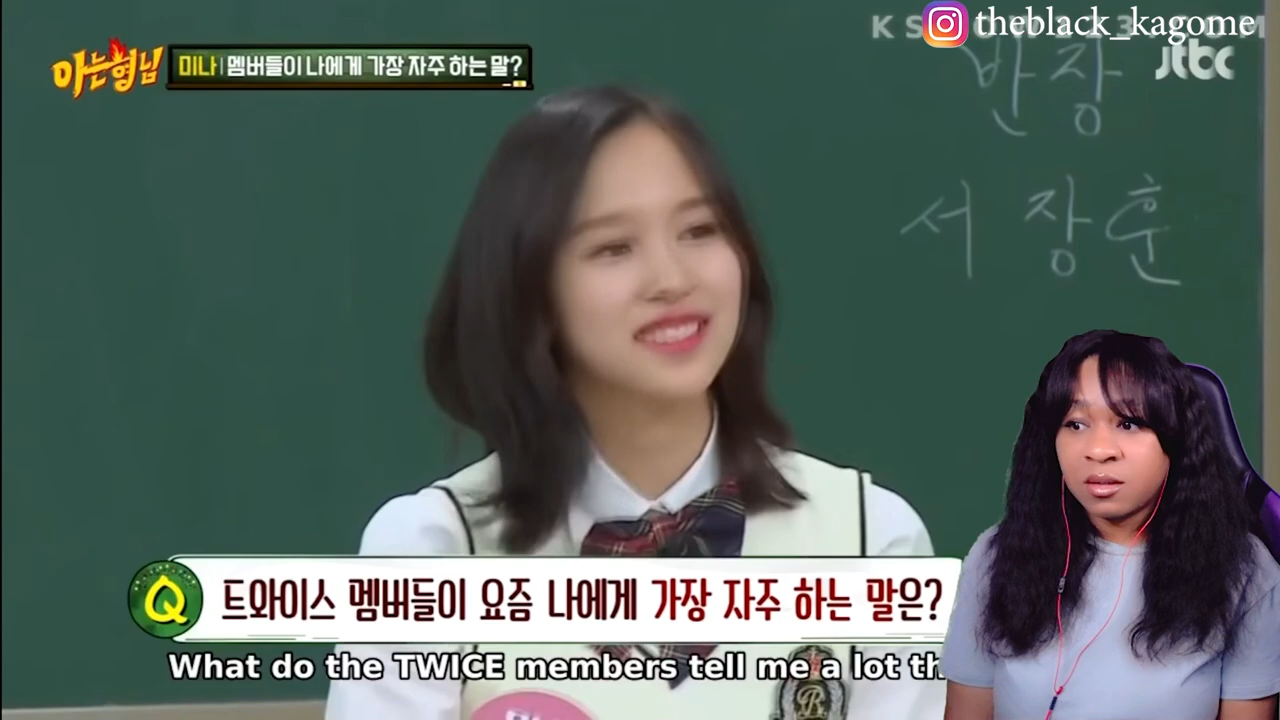 theblack_kagome
아는형님
미나 | 멤버들이 나에게 가장 자주 하는 말?
jtbc
반장
서 장훈
Q 트와이스 멤버들이 요즘 나에게 가장 자주 하는 말은?
What do the TWICE members tell me a lot th